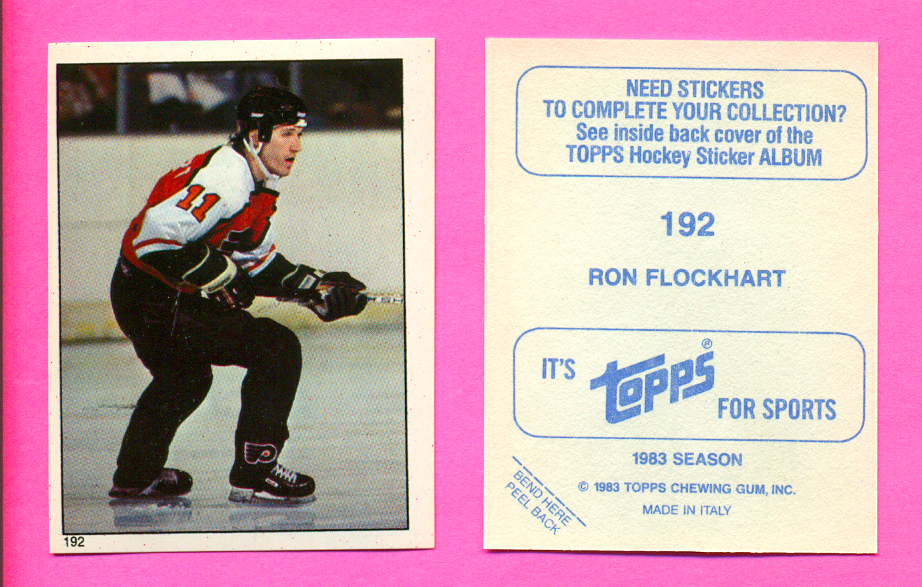 11
192
NEED STICKERS
TO COMPLETE YOUR COLLECTION?
See inside back cover of the
TOPPS Hockey Sticker ALBUM
192
RON FLOCKHART
IT'S
topps®
FOR SPORTS
1983 SEASON
© 1983 TOPPS CHEWING GUM, INC.
MADE IN ITALY
BEND HERE
PEEL BACK